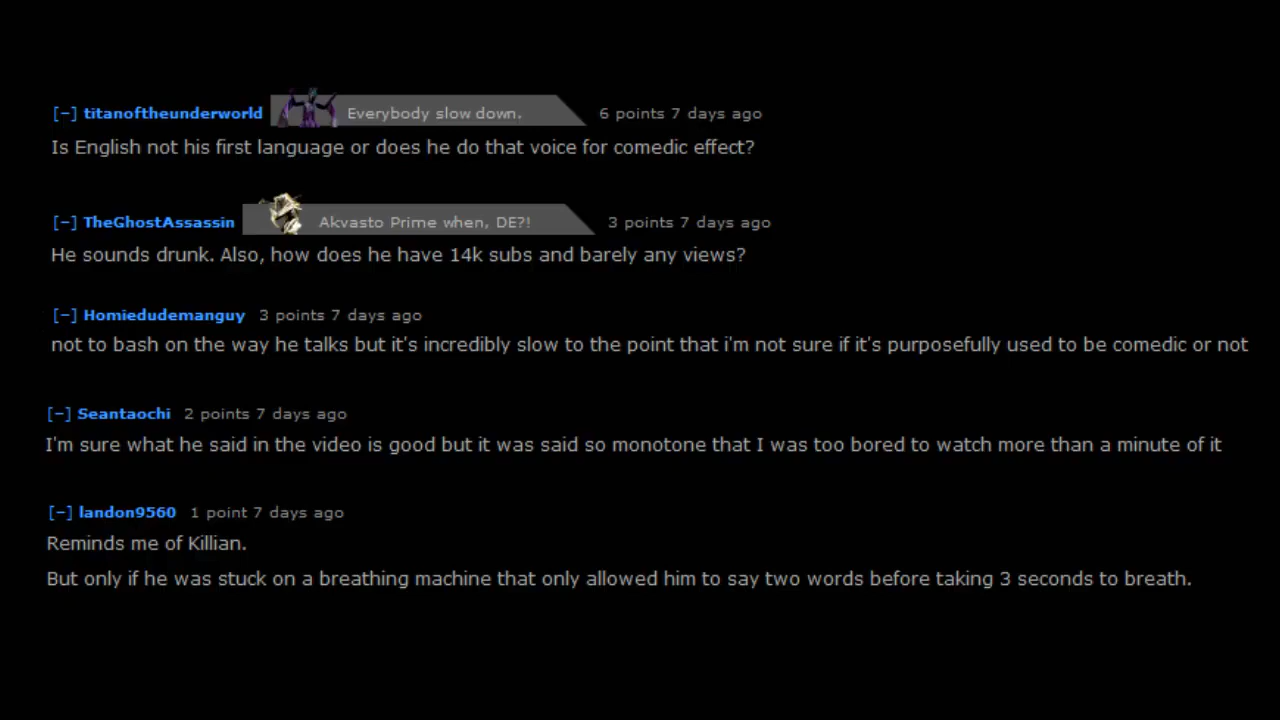 [−] titanoftheunderworld Everybody slow down. 6 points 7 days ago
Is English not his first language or does he do that voice for comedic effect?
[−] TheGhostAssassin Akvasto Prime when, DE?! 3 points 7 days ago
He sounds drunk. Also, how does he have 14k subs and barely any views?
[−] Homiedudemanguy 3 points 7 days ago
not to bash on the way he talks but it's incredibly slow to the point that i'm not sure if it's purposefully used to be comedic or not
[−] Seantaochi 2 points 7 days ago
I'm sure what he said in the video is good but it was said so monotone that I was too bored to watch more than a minute of it
[−] landon9560 1 point 7 days ago
Reminds me of Killian.
But only if he was stuck on a breathing machine that only allowed him to say two words before taking 3 seconds to breath.